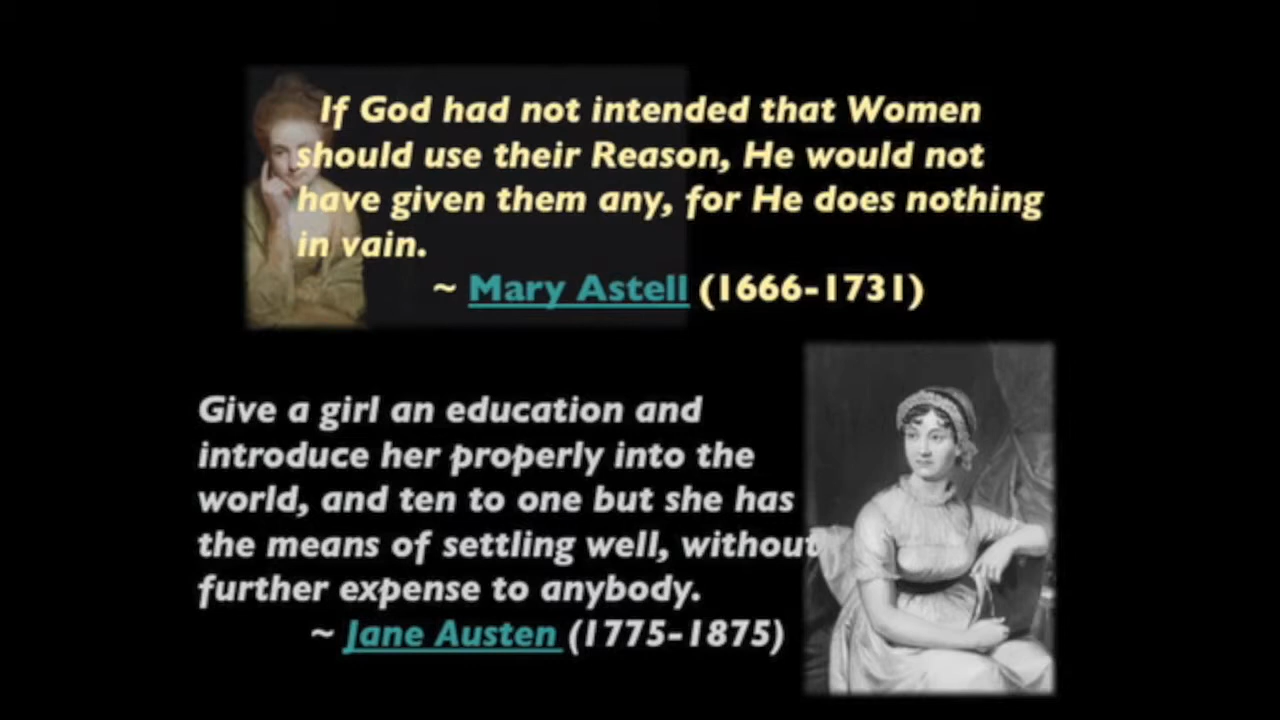 If God had not intended that Women
should use their Reason, He would not
have given them any, for He does nothing
in vain.
~ Mary Astell (1666-1731)
Give a girl an education and
introduce her properly into the
world, and ten to one but she has
the means of settling well, without
further expense to anybody.
~ Jane Austen (1775-1875)